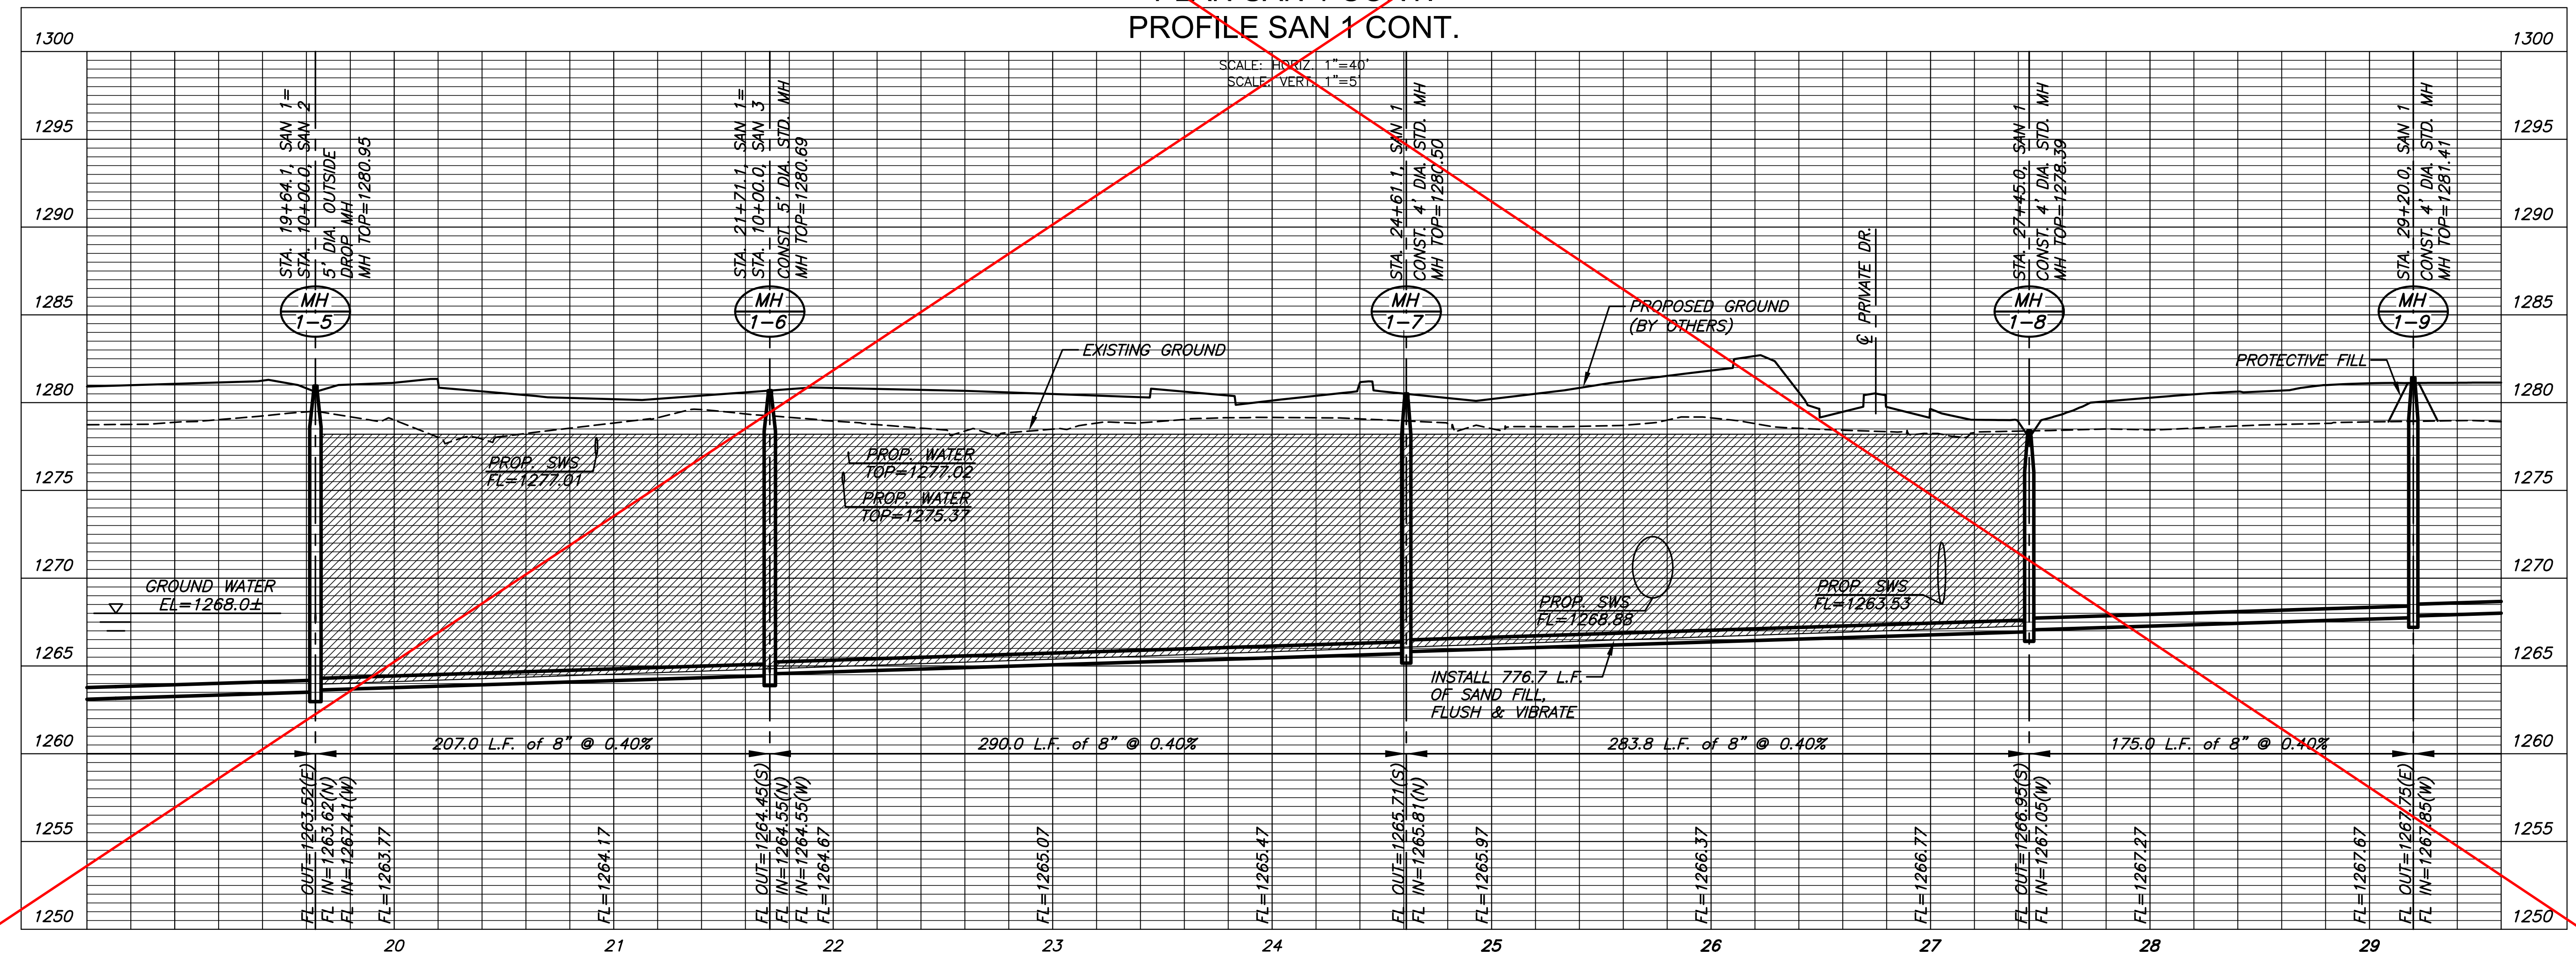 PROFILE SAN 1 CONT.
SCALE: HORIZ. 1"=40'
SCALE: VERT. 1"=5'
1300
1295
1290
1285
1280
1275
1270
1265
1260
1255
1250
STA. 19+64.1, SAN 1=
STA. 10+00.0, SAN 2
5' DIA. OUTSIDE
DROP MH
MH TOP=1280.95
MH
1-5
STA. 21+71.1, SAN 1=
STA. 10+00.0, SAN 3
CONST. 5' DIA. STD. MH
MH TOP=1280.69
MH
1-6
STA. 24+61.1, SAN 1
CONST. 4' DIA. STD. MH
MH TOP=1280.50
MH
1-7
STA. 27+45.0, SAN 1
CONST. 4' DIA. STD. MH
MH TOP=1278.39
MH
1-8
STA. 29+20.0, SAN 1
CONST. 4' DIA. STD. MH
MH TOP=1281.41
MH
1-9
EXISTING GROUND
PROPOSED GROUND
(BY OTHERS)
℄ PRIVATE DR.
PROTECTIVE FILL
PROP. SWS
FL=1277.01
PROP. WATER
TOP=1277.02
PROP. WATER
TOP=1275.37
GROUND WATER
EL=1268.0±
PROP. SWS
FL=1268.88
PROP. SWS
FL=1263.53
INSTALL 776.7 L.F.
OF SAND FILL,
FLUSH & VIBRATE
207.0 L.F. of 8" @ 0.40%
290.0 L.F. of 8" @ 0.40%
283.8 L.F. of 8" @ 0.40%
175.0 L.F. of 8" @ 0.40%
FL OUT=1263.52(E)
FL IN=1263.62(N)
FL IN=1267.41(W)
FL=1263.77
FL=1264.17
FL OUT=1264.45(S)
FL IN=1264.55(N)
FL IN=1264.55(W)
FL=1264.67
FL=1265.07
FL=1265.47
FL OUT=1265.71(S)
FL IN=1265.81(N)
FL=1265.97
FL=1266.37
FL=1266.77
FL OUT=1266.95(S)
FL IN=1267.05(W)
FL=1267.27
FL=1267.67
FL OUT=1267.75(E)
FL IN=1267.85(W)
1300
1295
1290
1285
1280
1275
1270
1265
1260
1255
1250
20
21
22
23
24
25
26
27
28
29